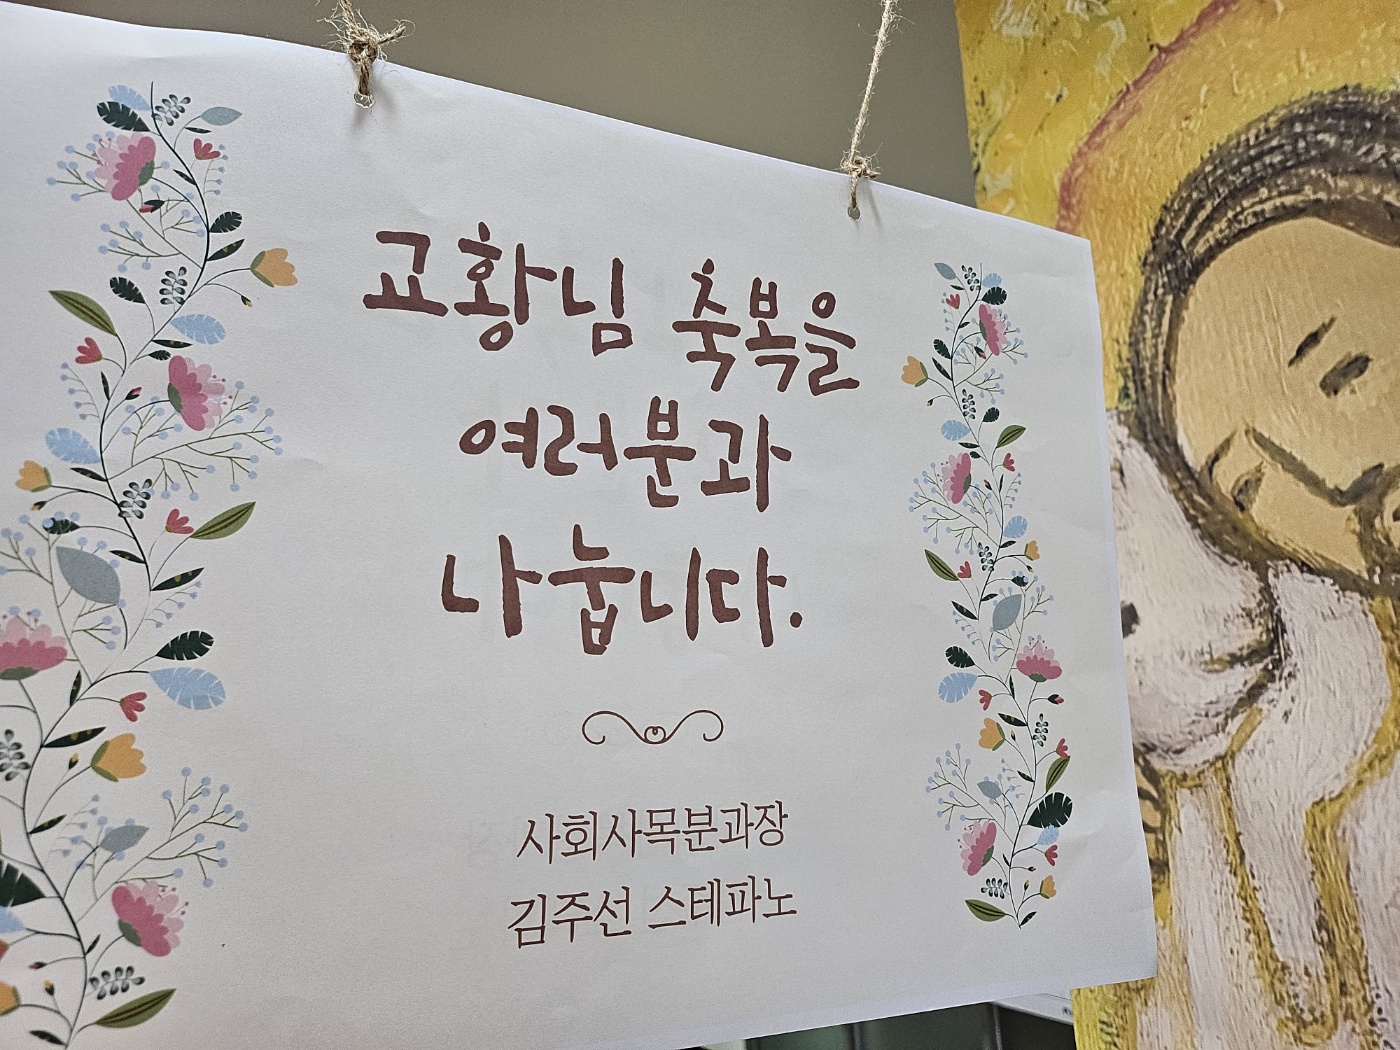 교황님 축복을
여러분과
나눕니다.
사회사목분과장
김주선 스테파노